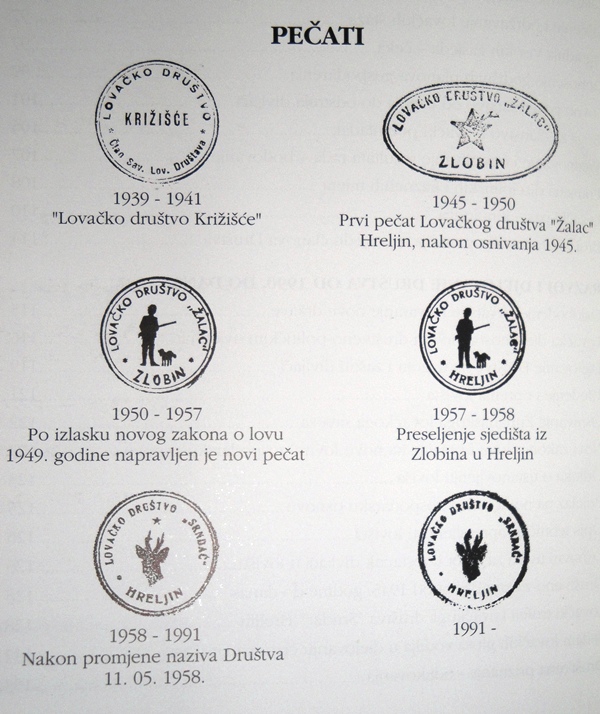 PEČATI
LOVAČKO DRUŠTVO
KRIŽIŠĆE
Član Sav. Lov. Društava
1939 - 1941
"Lovačko društvo Križišće"
LOVAČKO DRUŠTVO „ŽALAC"
ZLOBIN
1945 - 1950
Prvi pečat Lovačkog društva "Žalac"
Hreljin, nakon osnivanja 1945.
LOVAČKO DRUŠTVO „ŽALAC"
ZLOBIN
1950 - 1957
Po izlasku novog zakona o lovu
1949. godine napravljen je novi pečat
LOVAČKO DRUŠTVO „ŽALAC"
HRELJIN
1957 - 1958
Preseljenje sjedišta iz
Zlobina u Hreljin
LOVAČKO DRUŠTVO „SRNDAĆ"
HRELJIN
1958 - 1991
Nakon promjene naziva Društva
11. 05. 1958.
LOVAČKO DRUŠTVO „SRNDAĆ"
HRELJIN
1991 -